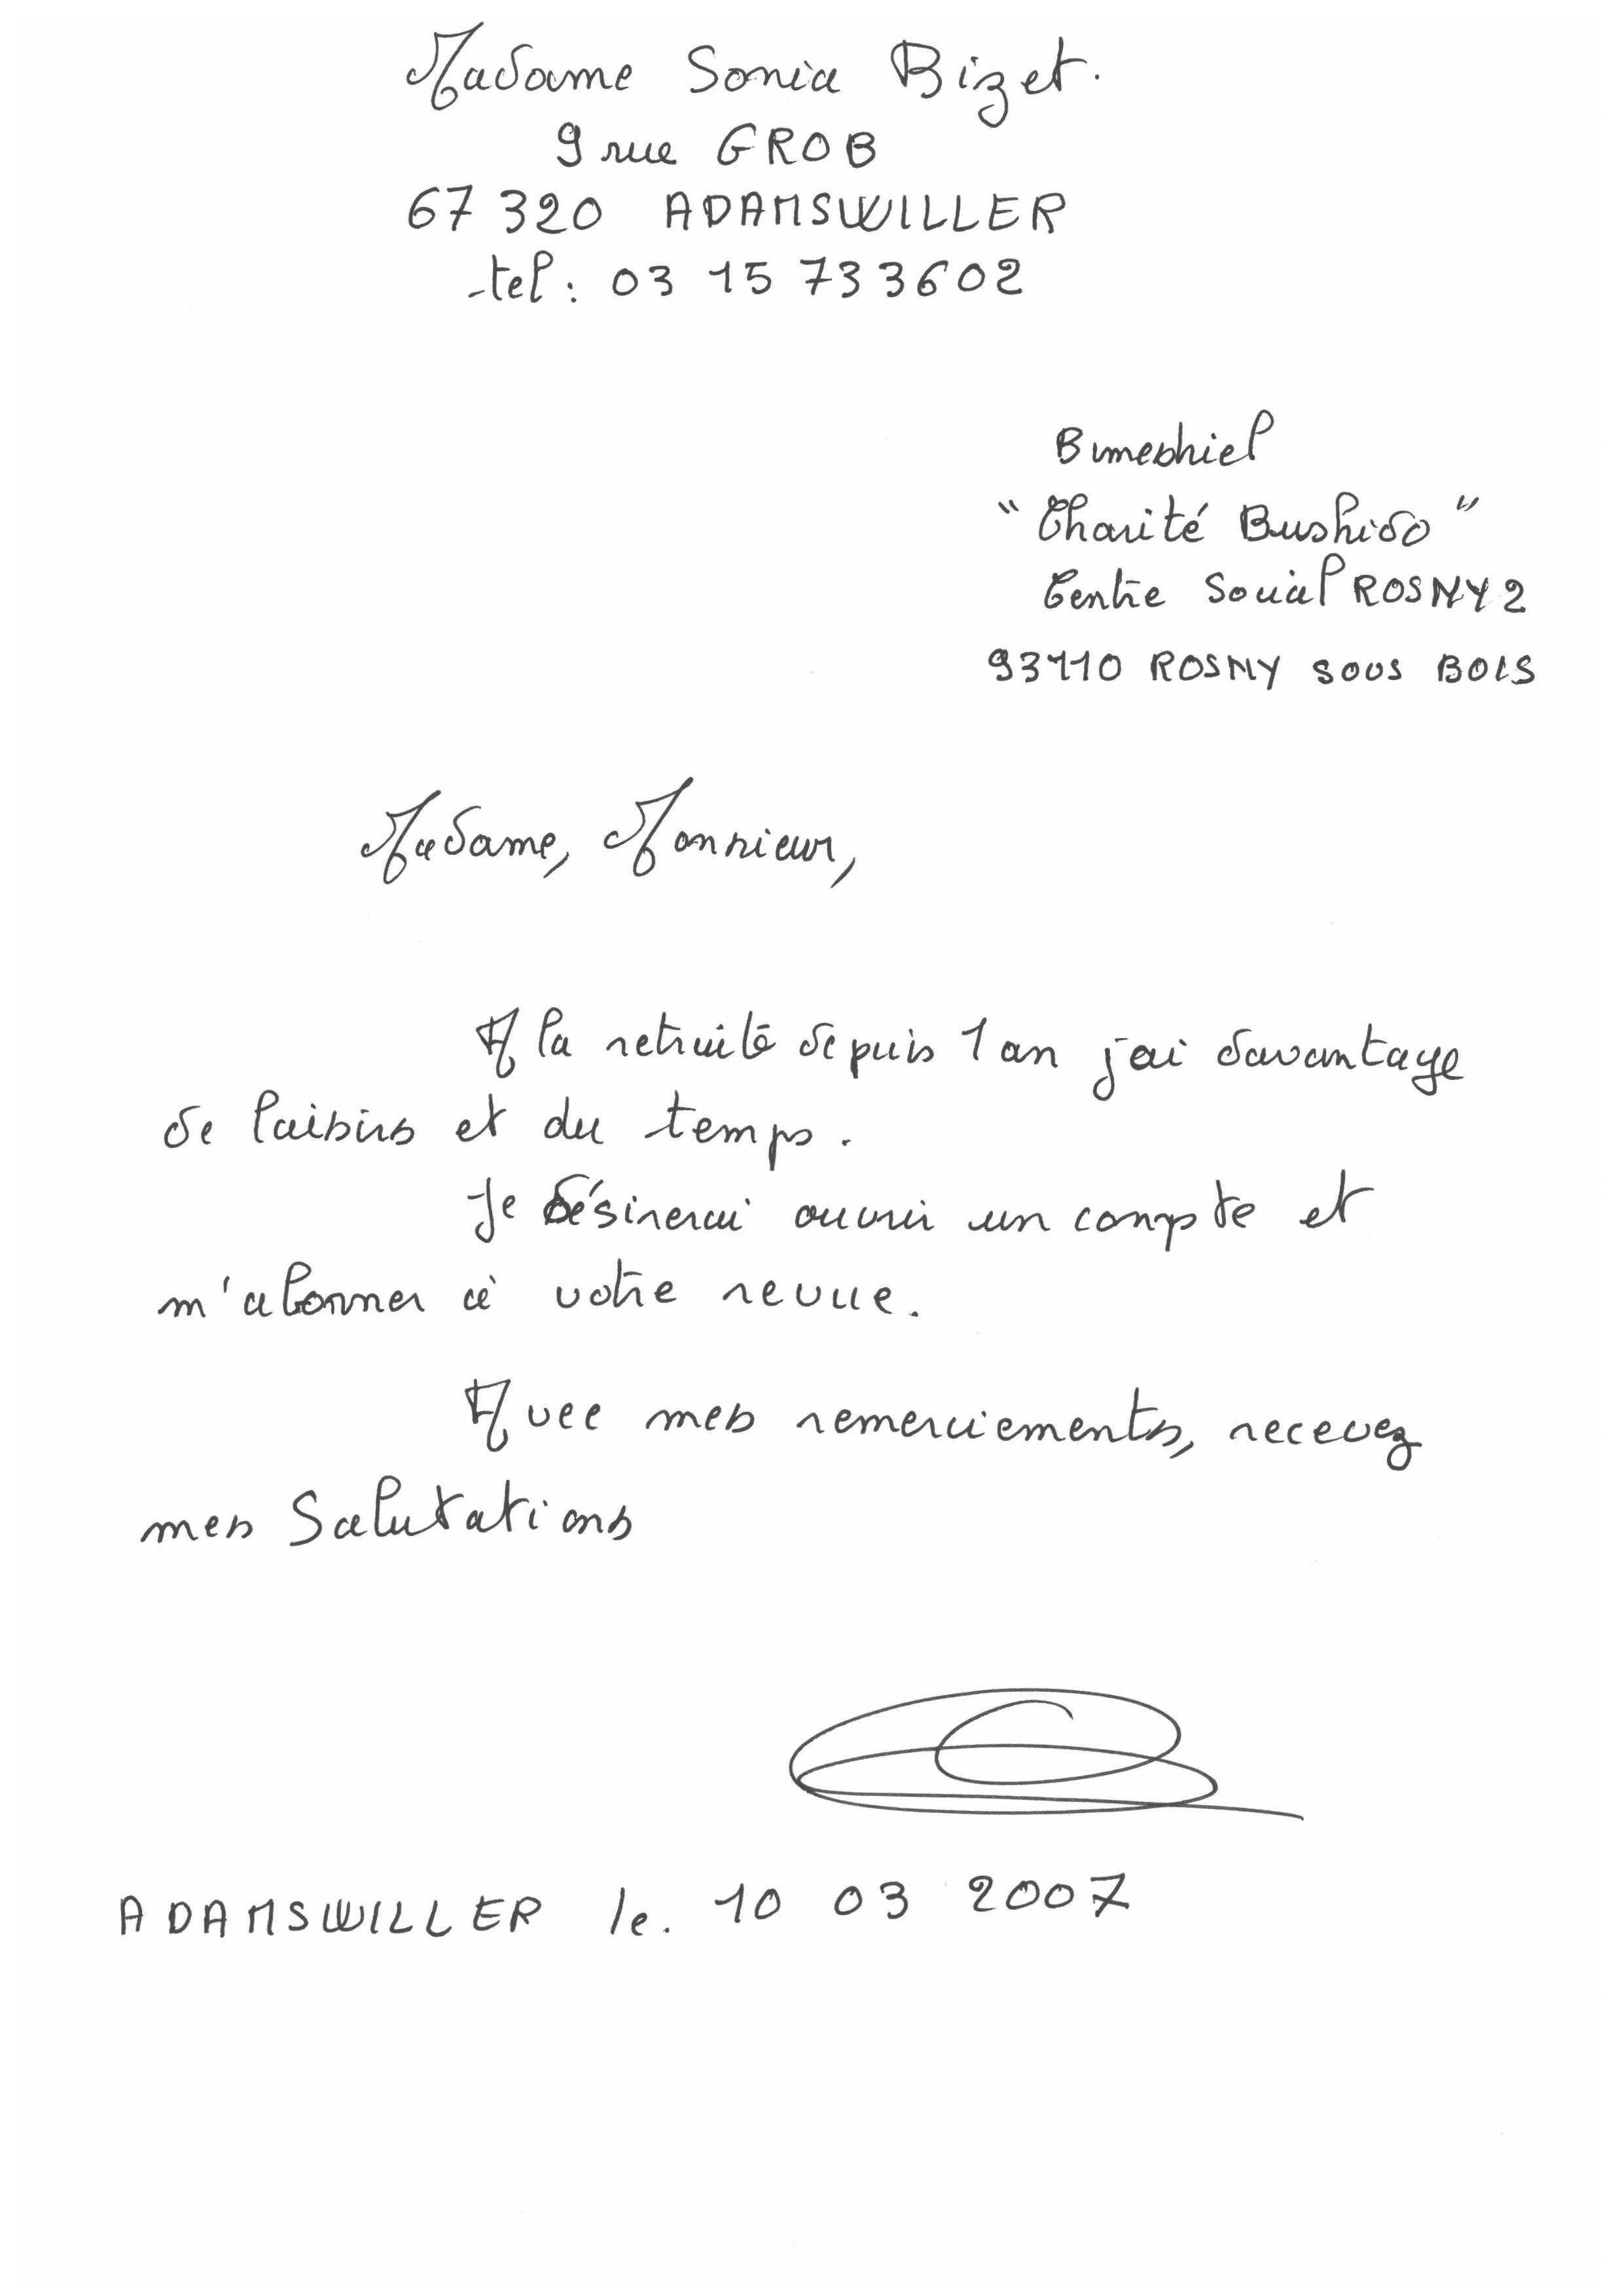 Madame Sonia Bizet.
9 rue GROB
67 320 ADAMSWILLER
tel : 03 15 733602
Bimestriel
"Charité Bushido"
Centre Social ROSNY 2
93110 ROSNY SOUS BOIS
Madame, Monsieur,
A la retraité depuis 1 an j'ai davantage
de laisirs et du temps.
Je désirerai ouvrir un compte et
m'abonner à votre revue.
Avec mes remerciements, recevez
mes Salutations
ADAMSWILLER le. 10 03 2007